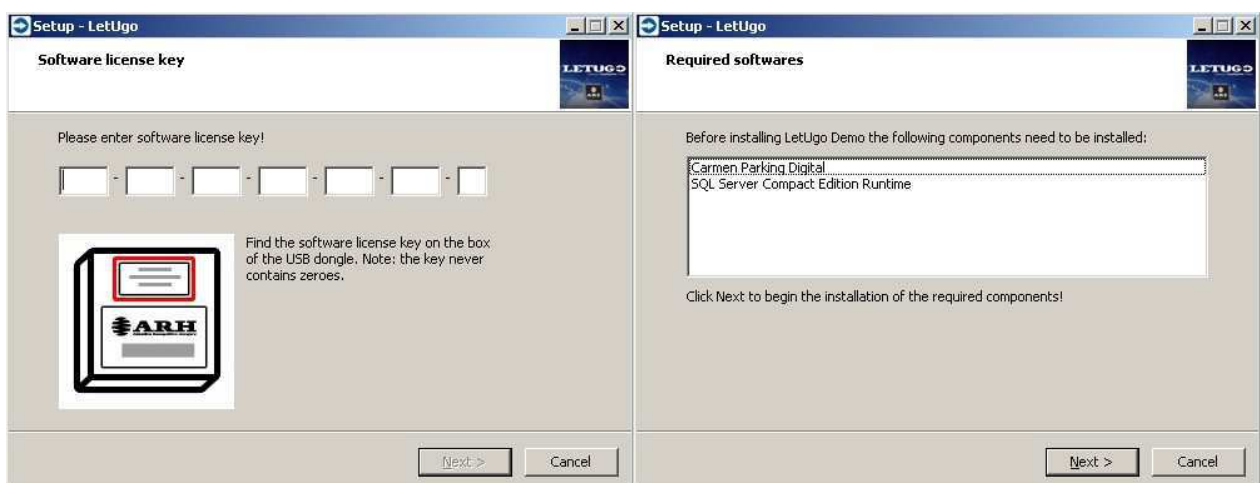 Setup - LetUgo
Software license key
LETUGO
Please enter software license key!
- - - - - -
Find the software license key on the box
of the USB dongle. Note: the key never
contains zeroes.
ARH
Next >
Cancel
Setup - LetUgo
Required softwares
LETUGO
Before installing LetUgo Demo the following components need to be installed:
Carmen Parking Digital
SQL Server Compact Edition Runtime
Click Next to begin the installation of the required components!
Next >
Cancel